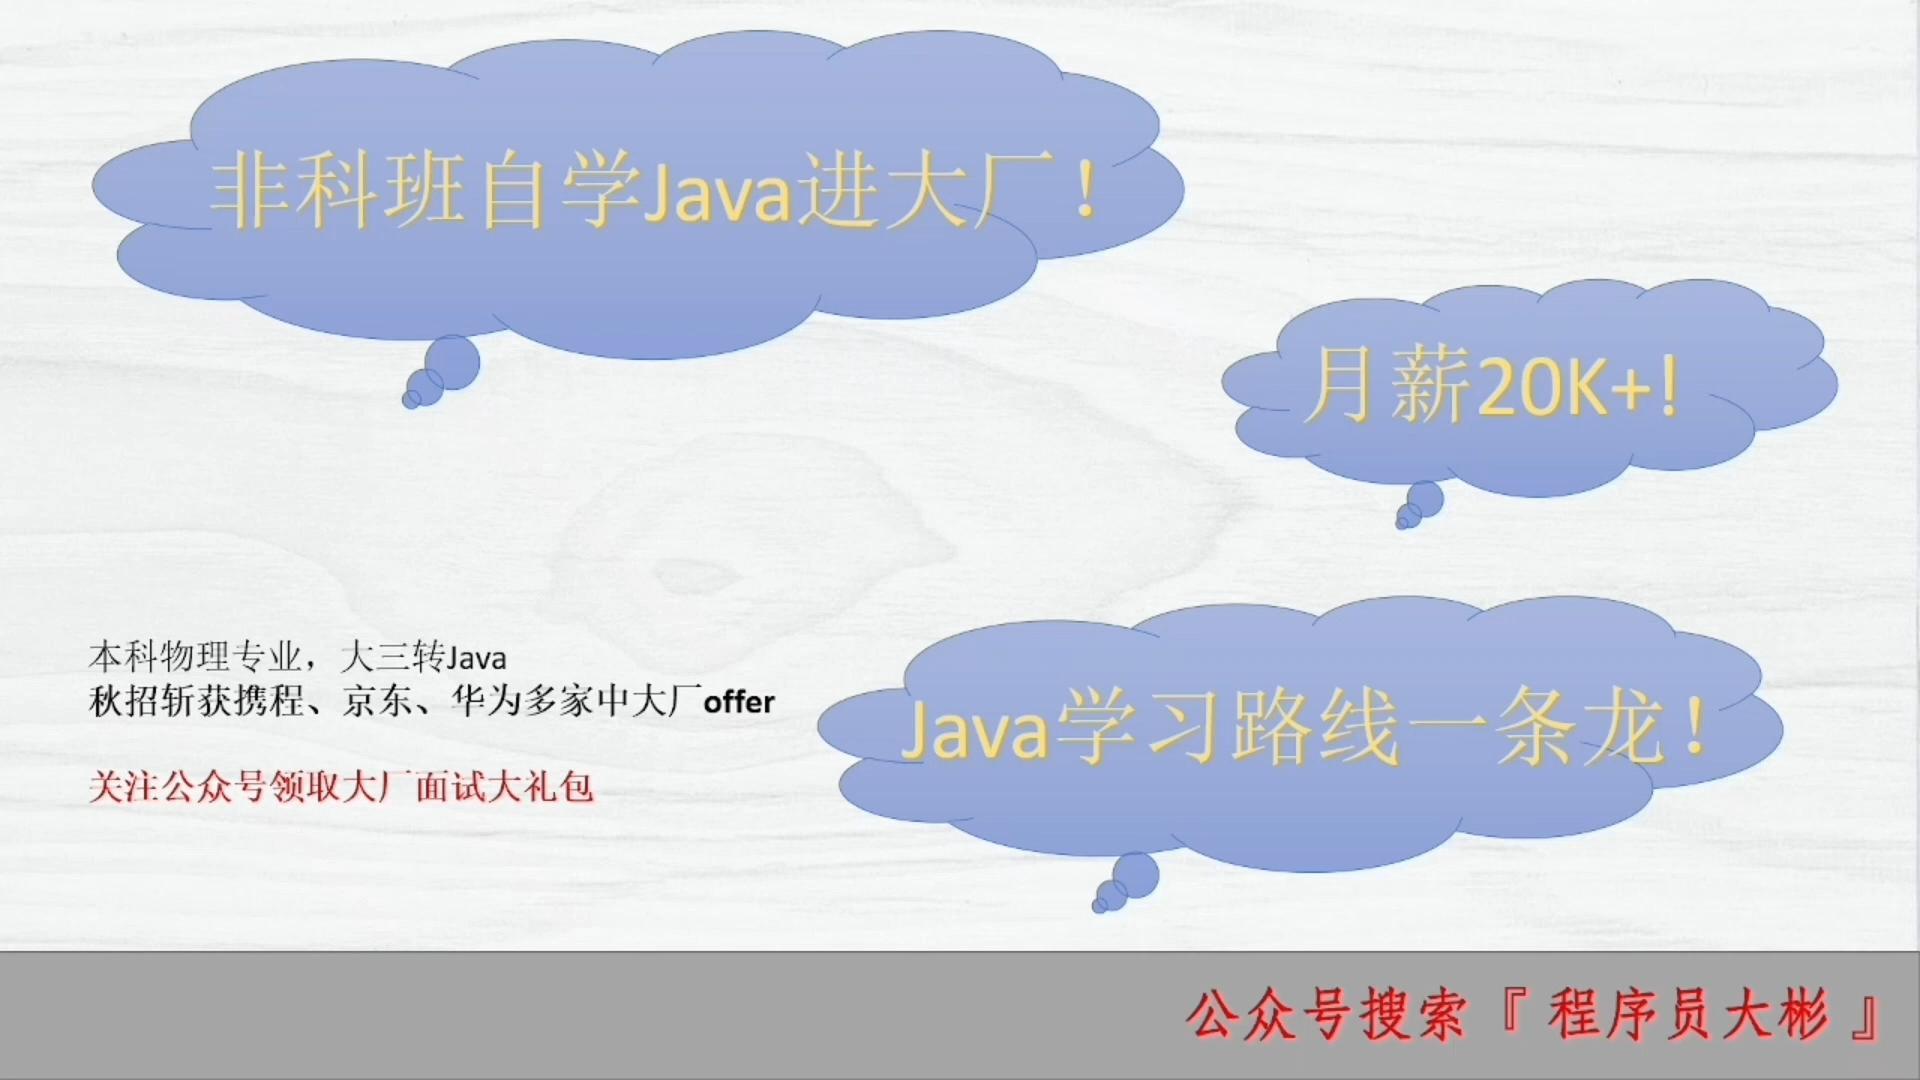 非科班自学Java进大厂！
月薪20K+!
本科物理专业，大三转Java
秋招斩获携程、京东、华为多家中大厂offer
Java学习路线一条龙！
关注公众号领取大厂面试大礼包
公众号搜索『 程序员大彬 』